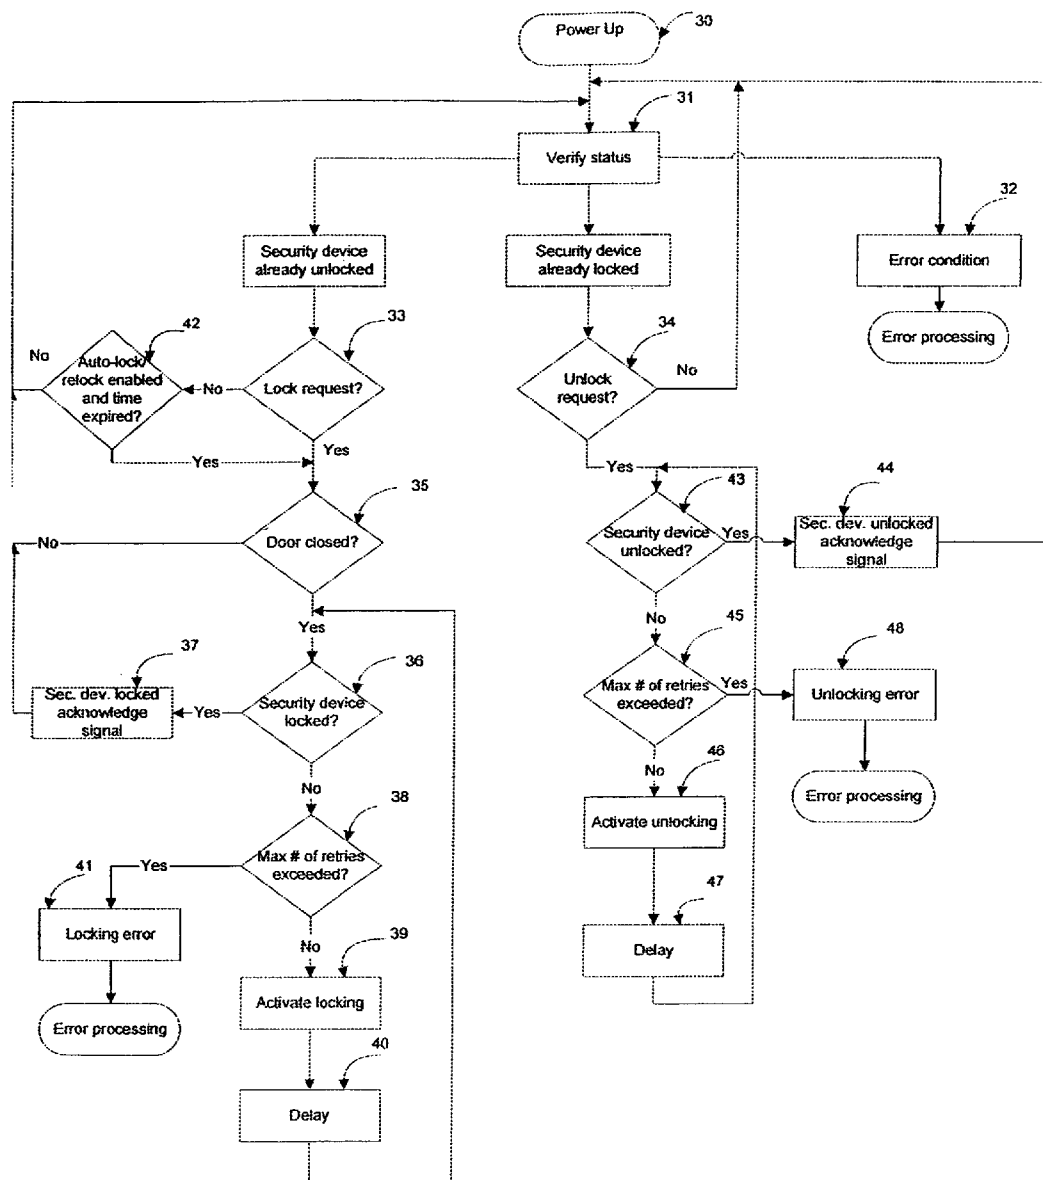 Power Up
30
31
Verify status
32
Security device
already unlocked
Security device
already locked
Error condition
42
33
34
Error processing
No
Auto-lock/
relock enabled
and time
expired?
No
Lock request?
Unlock
request?
No
Yes
Yes
Yes
35
43
44
No
Door closed?
Security device
unlocked?
Yes
Sec. dev. unlocked
acknowledge
signal
Yes
No
37
36
45
48
Sec. dev. locked
acknowledge
signal
Yes
Security device
locked?
Max # of retries
exceeded?
Yes
Unlocking error
No
No
46
38
Error processing
Activate unlocking
41
Yes
Max # of retries
exceeded?
47
Locking error
No
39
Delay
Activate locking
Error processing
40
Delay